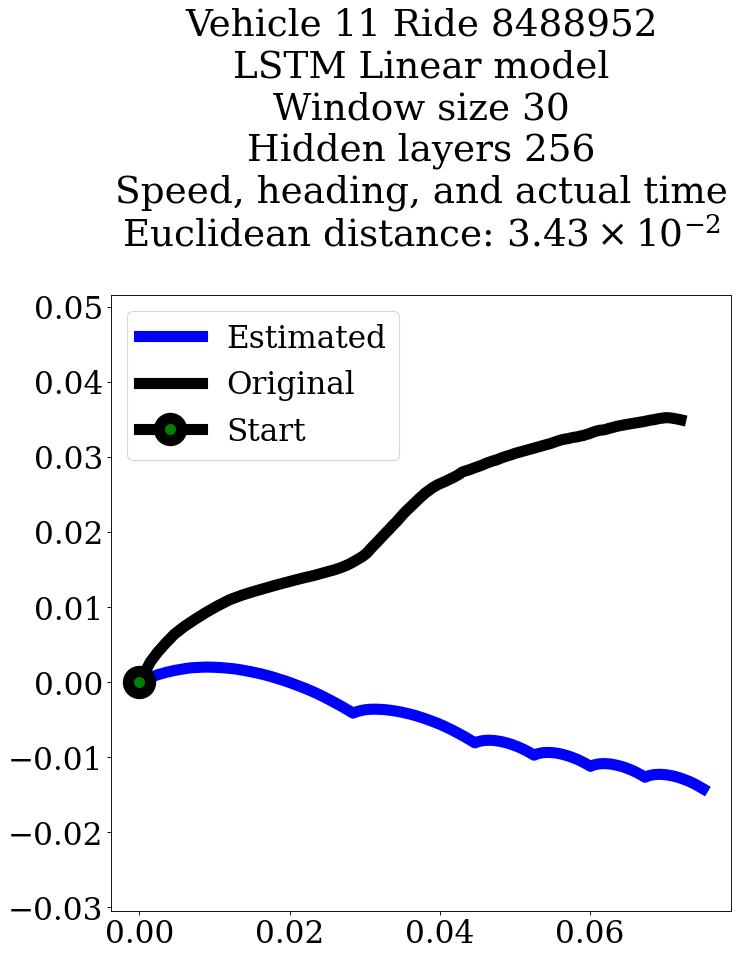 Vehicle 11 Ride 8488952
LSTM Linear model
Window size 30
Hidden layers 256
Speed, heading, and actual time
Euclidean distance: 3.43 × 10⁻²
Estimated
Original
Start
0.05
0.04
0.03
0.02
0.01
0.00
−0.01
−0.02
−0.03
0.00 0.02 0.04 0.06